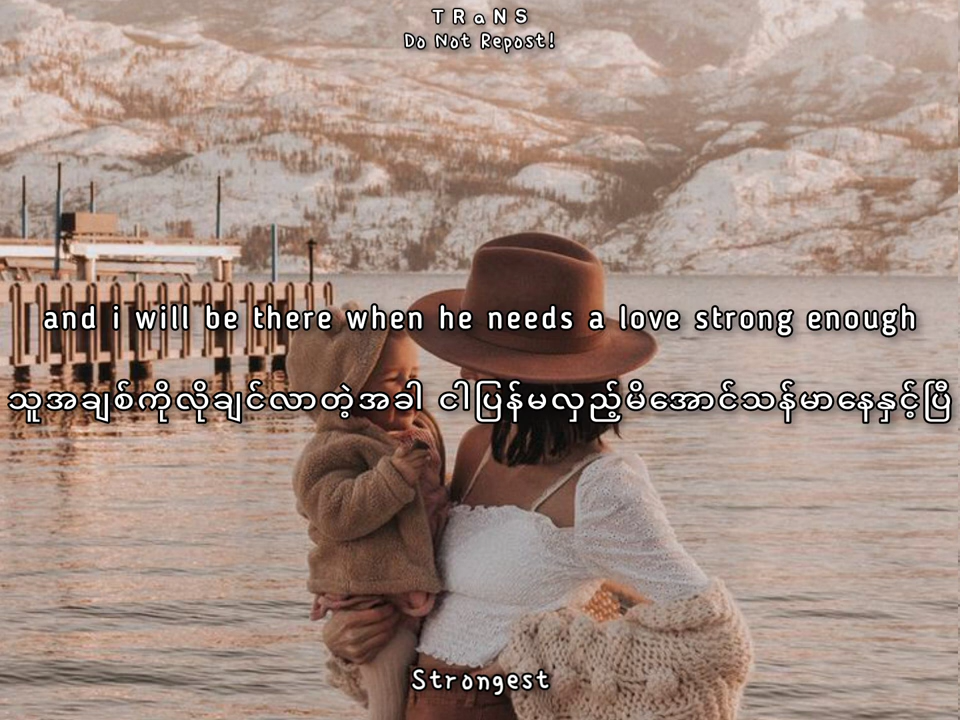 TRaNS
Do Not Repost!
and i will be there when he needs a love strong enough
သူအချစ်ကိုလိုချင်လာတဲ့အခါ ငါပြန်မလှည့်မိအောင်သန်မာနေနှင့်ပြီ
Strongest